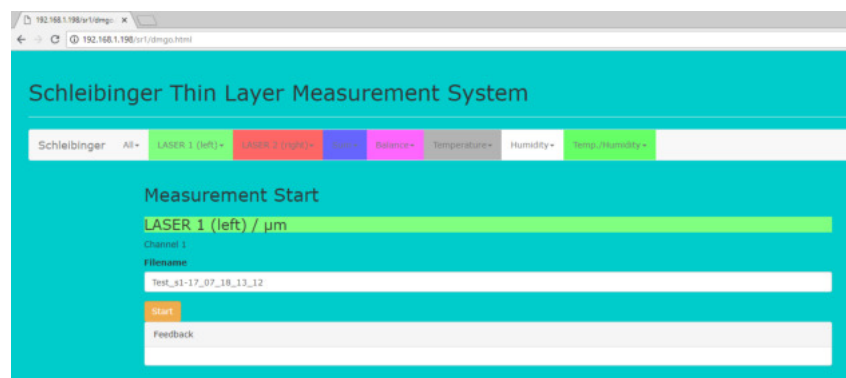 192.168.1.198/sr1/dmgo.
192.168.1.198/sr1/dmgo.html
Schleibinger Thin Layer Measurement System
Schleibinger All LASER 1 (left) LASER 2 (right) Balance Temperature Humidity Temp./Humidity
Measurement Start
LASER 1 (left) / µm
Channel 1
Filename
Test_s1-17_07_18_13_12
Start
Feedback